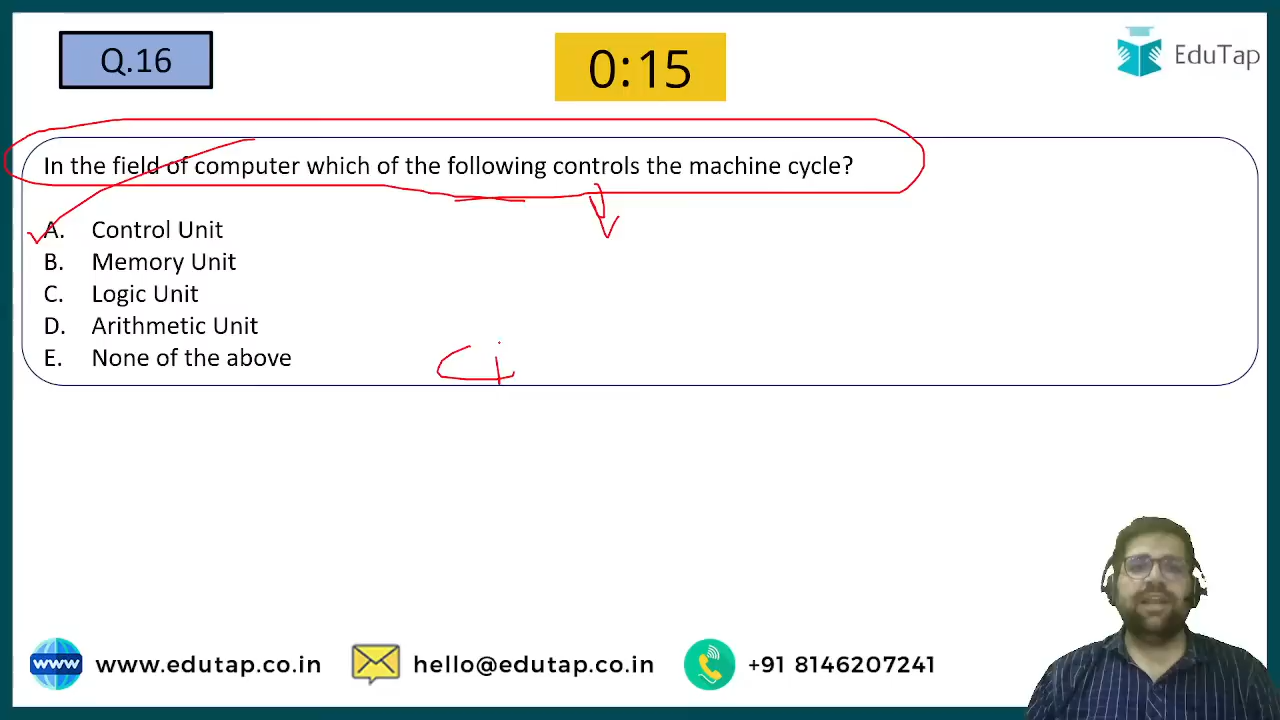 Q.16
0:15
EduTap
In the field of computer which of the following controls the machine cycle?
A. Control Unit
B. Memory Unit
C. Logic Unit
D. Arithmetic Unit
E. None of the above
www www.edutap.co.in
hello@edutap.co.in
+91 8146207241